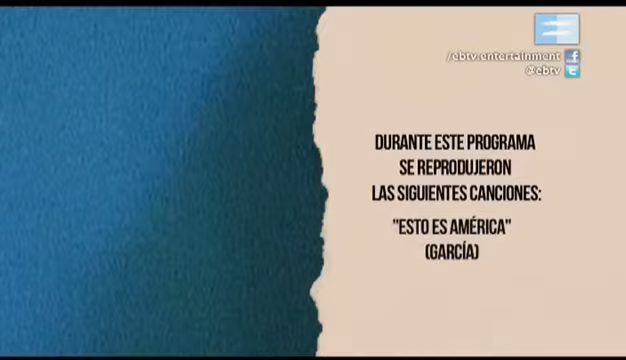 /ebtv.entertainment
@ebtv
DURANTE ESTE PROGRAMA
SE REPRODUJERON
LAS SIGUIENTES CANCIONES:
"ESTO ES AMÉRICA"
(GARCÍA)